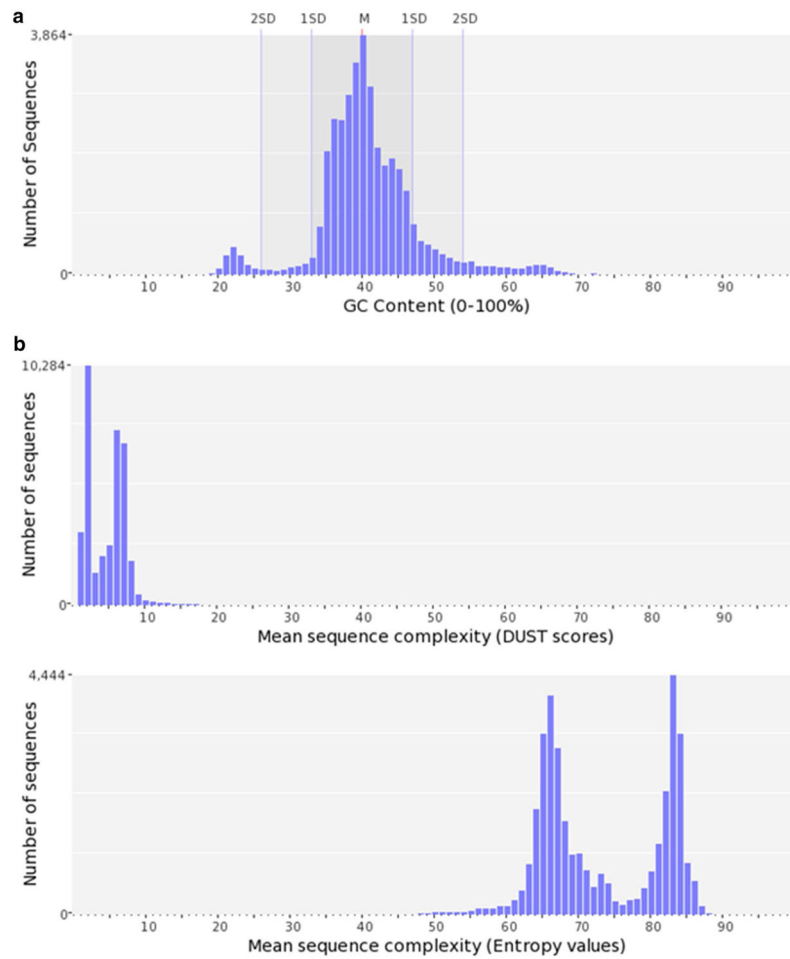 a
2SD 1SD M 1SD 2SD
3,864
Number of Sequences
0
10 20 30 40 50 60 70 80 90
GC Content (0-100%)
b
10,284
Number of sequences
0
10 20 30 40 50 60 70 80 90
Mean sequence complexity (DUST scores)
4,444
Number of sequences
0
10 20 30 40 50 60 70 80 90
Mean sequence complexity (Entropy values)